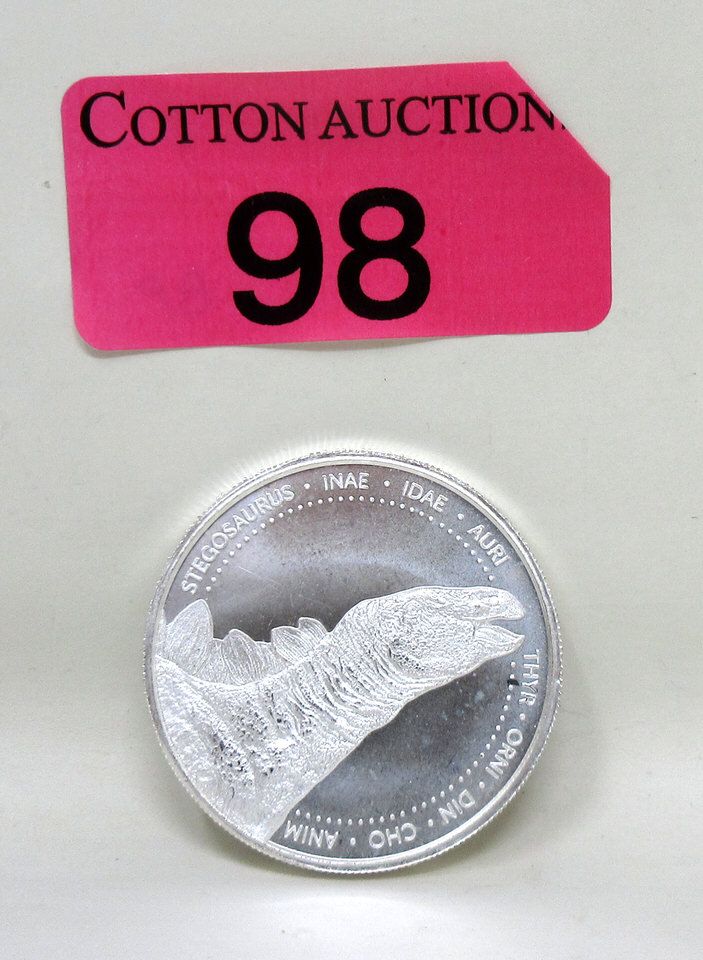 COTTON AUCTION
98
STEGOSAURUS · INAE · IDAE · AURI · THYR · ORNI · DIN · CHO · ANIM